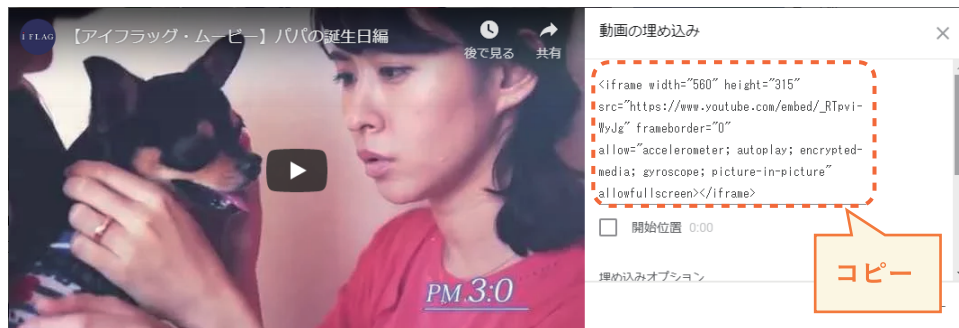 I FLAG
【アイフラッグ・ムービー】パパの誕生日編
後で見る
共有
PM.3:0
動画の埋め込み
<iframe width="560" height="315"
src="https://www.youtube.com/embed/_RTpvi-
WyJg" frameborder="0"
allow="accelerometer; autoplay; encrypted-
media; gyroscope; picture-in-picture"
allowfullscreen></iframe>
開始位置 0:00
埋め込みオプション
コピー